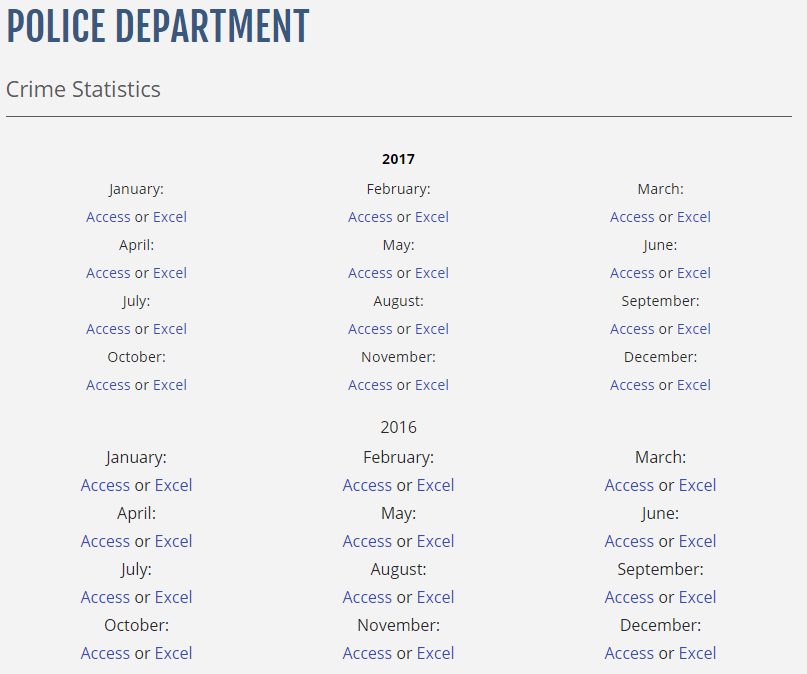 POLICE DEPARTMENT
Crime Statistics
2017
January: February: March:
Access or Excel Access or Excel Access or Excel
April: May: June:
Access or Excel Access or Excel Access or Excel
July: August: September:
Access or Excel Access or Excel Access or Excel
October: November: December:
Access or Excel Access or Excel Access or Excel
2016
January: February: March:
Access or Excel Access or Excel Access or Excel
April: May: June:
Access or Excel Access or Excel Access or Excel
July: August: September:
Access or Excel Access or Excel Access or Excel
October: November: December:
Access or Excel Access or Excel Access or Excel